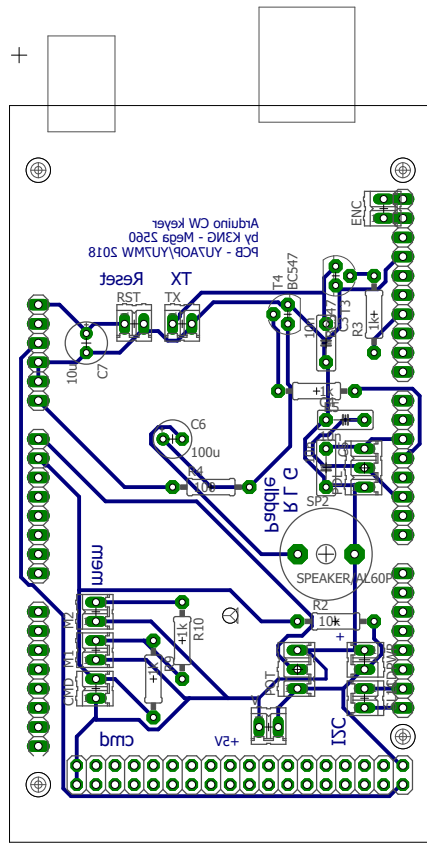 Arduino CW keyer
by K3NG - Mega 2560
PCB - YU7AOP/YU7MW 2018
ENC
Reset
TX
RST
TX
T4
BC547
10n
R3
1k
10u
C7
C6
100u
R4
100
Paddle
R L G
SP2
SPEAKER/AL60P
mem
M2
M1
CMD
1k
R10
1k
R2
10k
+
cmd
+5V
I2C